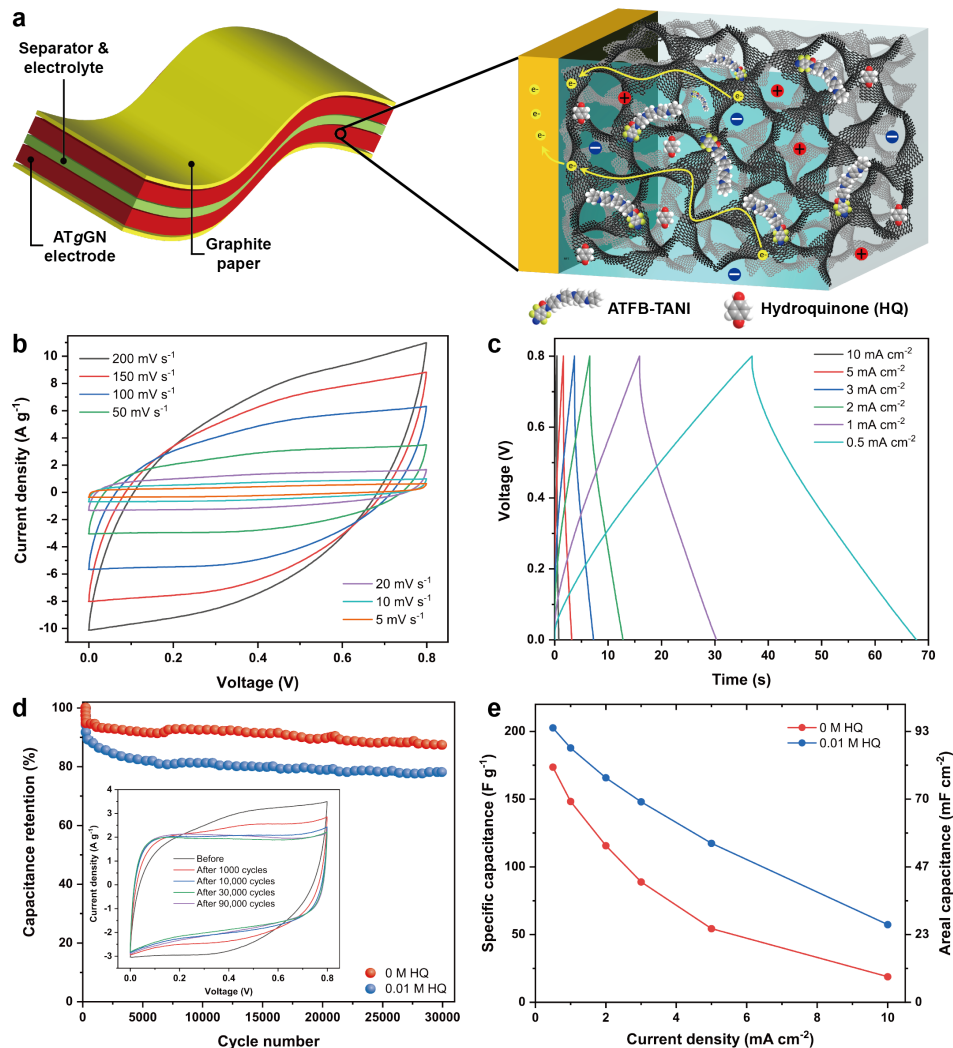 a
Separator &
electrolyte
ATgGN
electrode
Graphite
paper
e-
e-
e-
e-
e-
e-
e-
ATFB-TANI
Hydroquinone (HQ)
b
200 mV s-1
150 mV s-1
100 mV s-1
50 mV s-1
20 mV s-1
10 mV s-1
5 mV s-1
Current density (A g-1)
10
8
6
4
2
0
-2
-4
-6
-8
-10
0.0
0.2
0.4
0.6
0.8
Voltage (V)
c
10 mA cm-2
5 mA cm-2
3 mA cm-2
2 mA cm-2
1 mA cm-2
0.5 mA cm-2
Voltage (V)
0.8
0.6
0.4
0.2
0.0
0
10
20
30
40
50
60
70
Time (s)
d
Capacitance retention (%)
100
80
60
40
20
0
0
5000
10000
15000
20000
25000
30000
Cycle number
0 M HQ
0.01 M HQ
Current density (A g-1)
4
3
2
1
0
-1
-2
-3
0.0
0.2
0.4
0.6
0.8
Voltage (V)
Before
After 1000 cycles
After 10,000 cycles
After 30,000 cycles
After 90,000 cycles
e
0 M HQ
0.01 M HQ
Specific capacitance (F g-1)
200
150
100
50
0
Areal capacitance (mF cm-2)
93
69
47
23
0
0
2
4
6
8
10
Current density (mA cm-2)